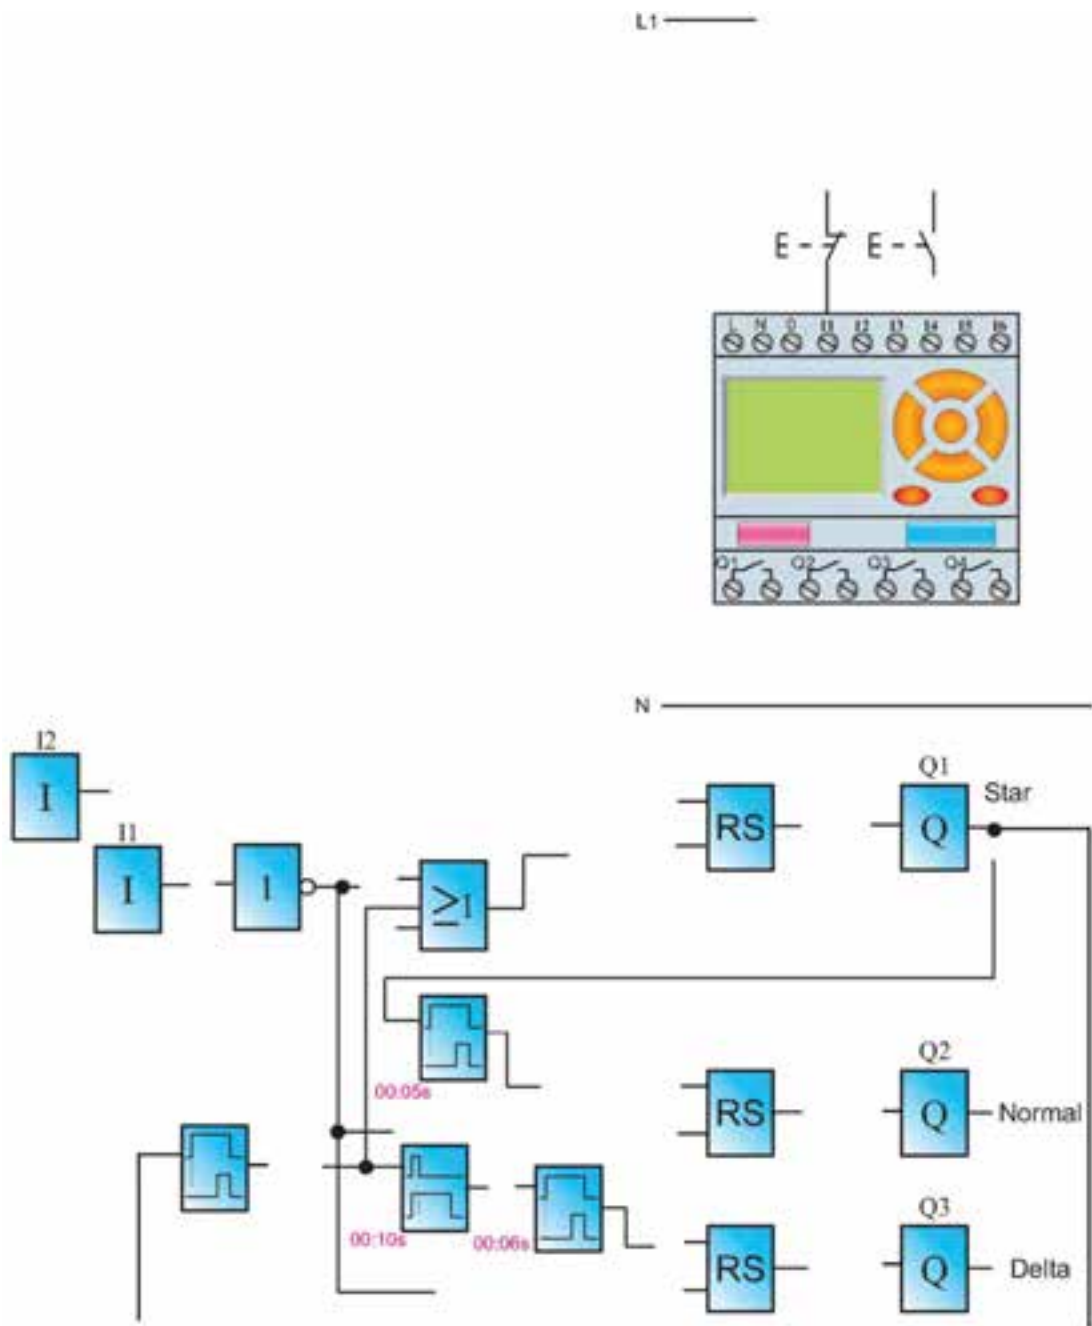 L1
E E
L N 0 I1 I2 I3 I4 I5 I6
Q1 Q2 Q3 Q4
N
I2
I
I1
I
1
≥1
RS
Q1
Q
Star
00:05s
RS
Q2
Q
Normal
00:10s
00:06s
RS
Q3
Q
Delta